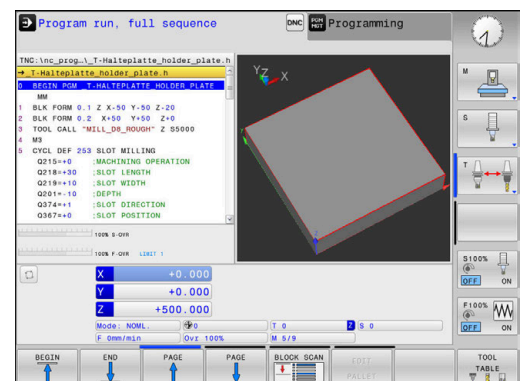 Program run, full sequence
DNC
PGM MGT
Programming
TNC:\nc_prog…\_T-Halteplatte_holder_plate.h
→_T-Halteplatte_holder_plate.h
0 BEGIN PGM _T-HALTEPLATTE_HOLDER_PLATE
MM
1 BLK FORM 0.1 Z X-50 Y-50 Z-20
2 BLK FORM 0.2 X+50 Y+50 Z+0
3 TOOL CALL "MILL_D8_ROUGH" Z S5000
4 M3
5 CYCL DEF 253 SLOT MILLING
Q215=+0 ;MACHINING OPERATION
Q218=+30 ;SLOT LENGTH
Q219=+10 ;SLOT WIDTH
Q201=-10 ;DEPTH
Q374=+1 ;SLOT DIRECTION
Q367=+0 ;SLOT POSITION
Y Z X
Z
100% S-OVR
100% F-OVR LIMIT 1
X +0.000
Y +0.000
Z +500.000
Mode: NOML. 0 T 0 Z S 0
F 0mm/min Ovr 100% M 5/9
M
S
T
S100%
OFF ON
F100%
OFF ON
BEGIN
END
PAGE
PAGE
BLOCK SCAN
EDIT
PALLET
TOOL
TABLE